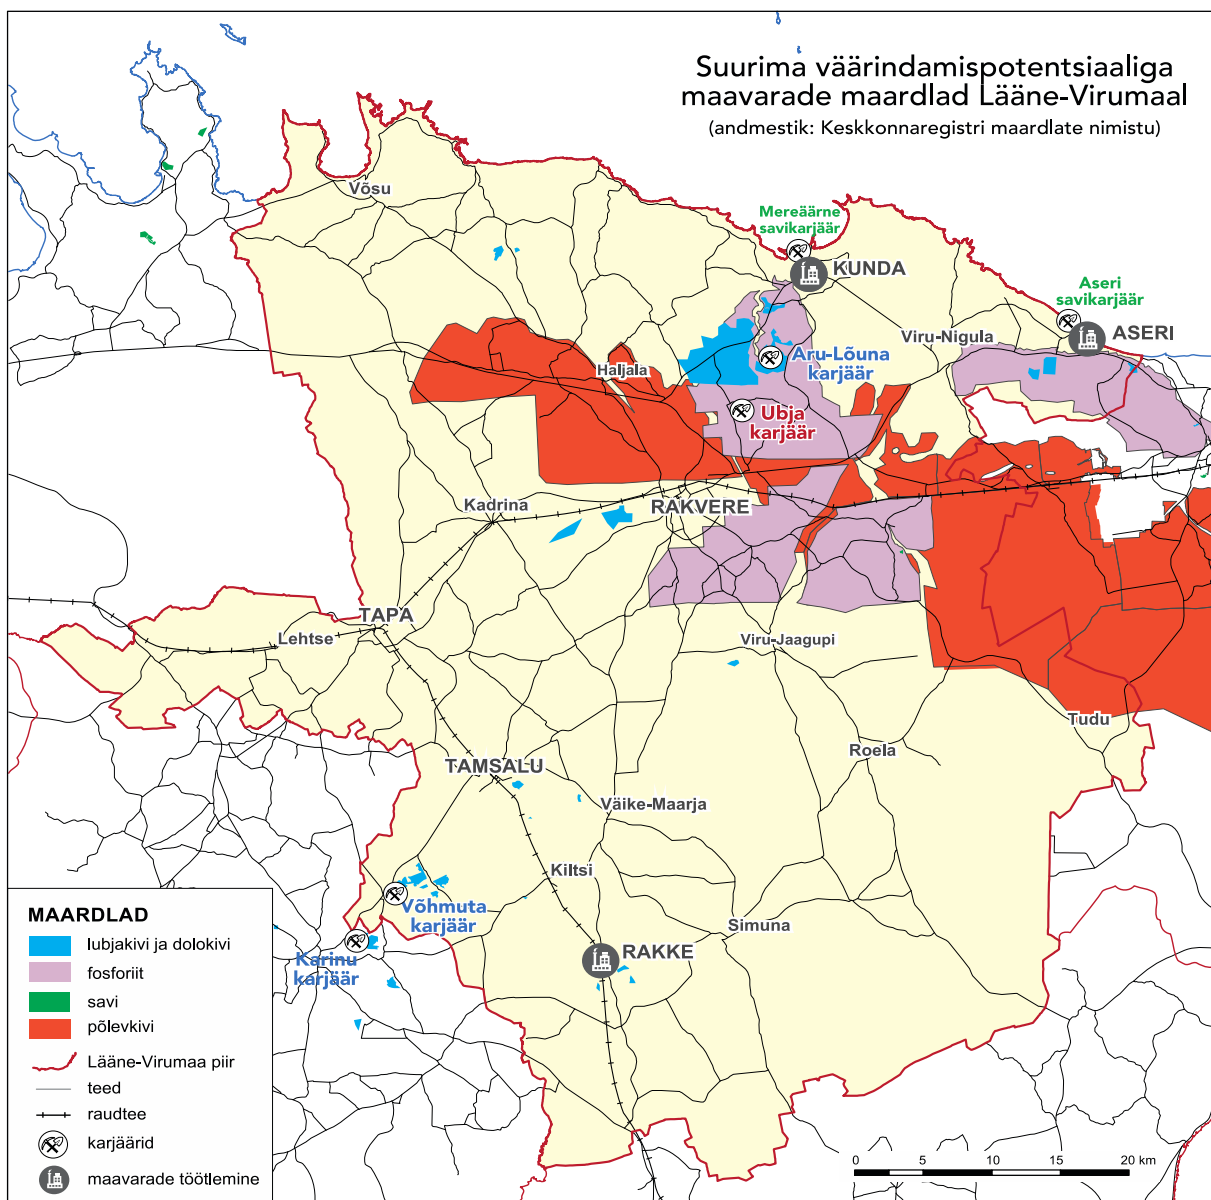 Suurima väärindamispotentsiaaliga
maavarade maardlad Lääne-Virumaal
(andmestik: Keskkonnaregistri maardlate nimistu)
Võsu
Mereäärne
savikarjäär
KUNDA
Aseri
savikarjäär
ASERI
Viru-Nigula
Aru-Lõuna
karjäär
Haljala
Ubja
karjäär
Kadrina
RAKVERE
TAPA
Lehtse
Viru-Jaagupi
Tudu
Roela
TAMSALU
Väike-Maarja
Kiltsi
Võhmuta
karjäär
Simuna
Karinu
karjäär
RAKKE
MAARDLAD
lubjakivi ja dolokivi
fosforiit
savi
põlevkivi
Lääne-Virumaa piir
teed
raudtee
karjäärid
maavarade töötlemine
0 5 10 15 20 km